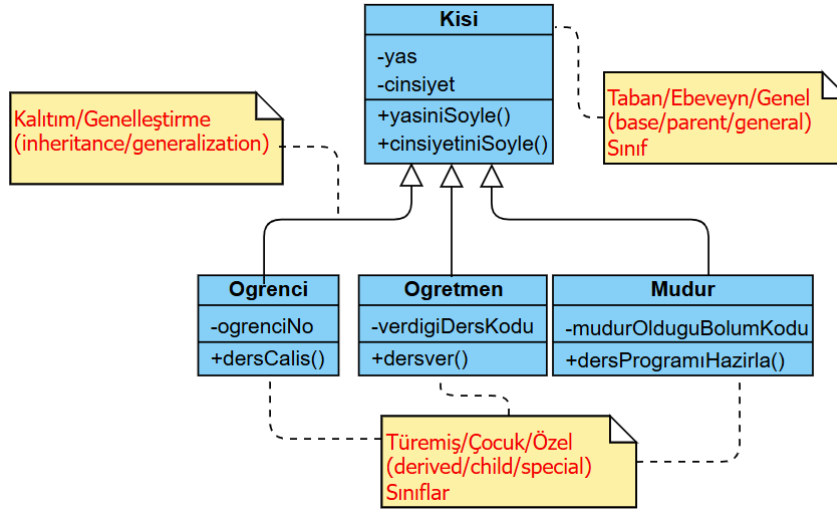 Kisi
-yas
-cinsiyet
+yasiniSoyle()
+cinsiyetiniSoyle()
Kalıtım/Genelleştirme
(inheritance/generalization)
Taban/Ebeveyn/Genel
(base/parent/general)
Sınıf
Ogrenci
-ogrenciNo
+dersCalis()
Ogretmen
-verdigiDersKodu
+dersver()
Mudur
-mudurOlduguBolumKodu
+dersProgramıHazirla()
Türemiş/Çocuk/Özel
(derived/child/special)
Sınıflar